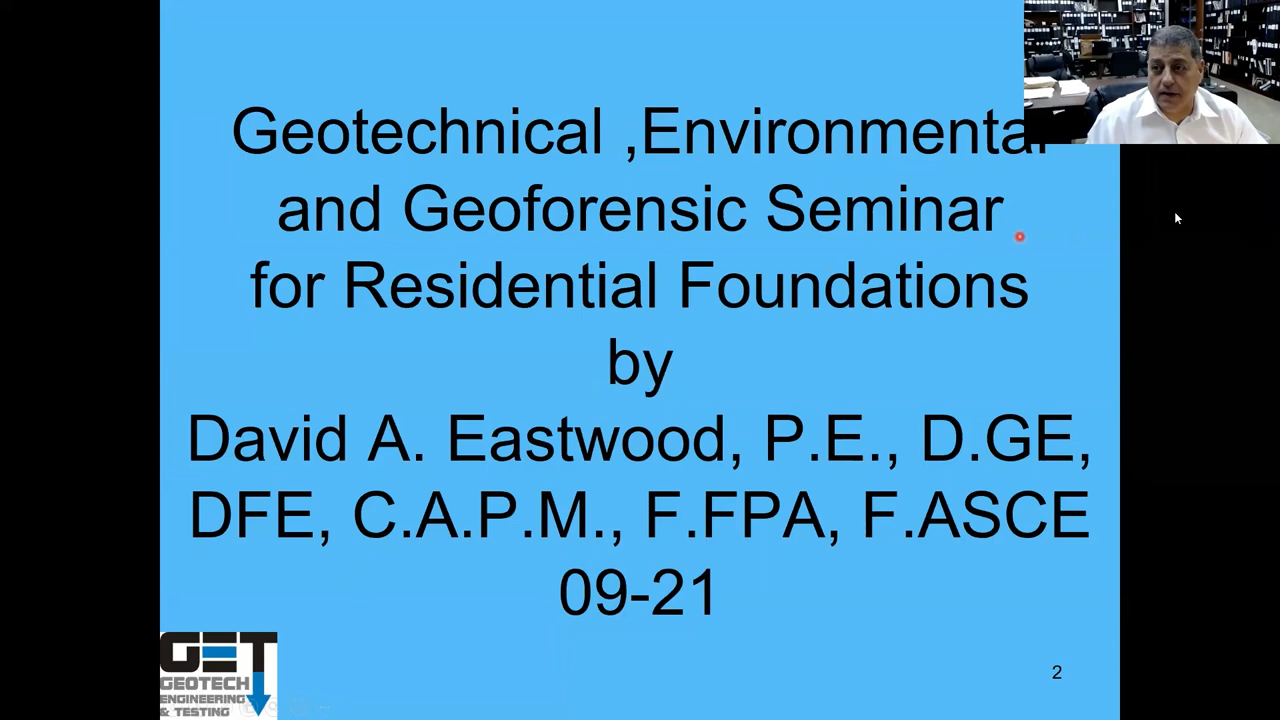 Geotechnical ,Environmental
and Geoforensic Seminar
for Residential Foundations
by
David A. Eastwood, P.E., D.GE,
DFE, C.A.P.M., F.FPA, F.ASCE
09-21
GET
GEOTECH
ENGINEERING
& TESTING
2